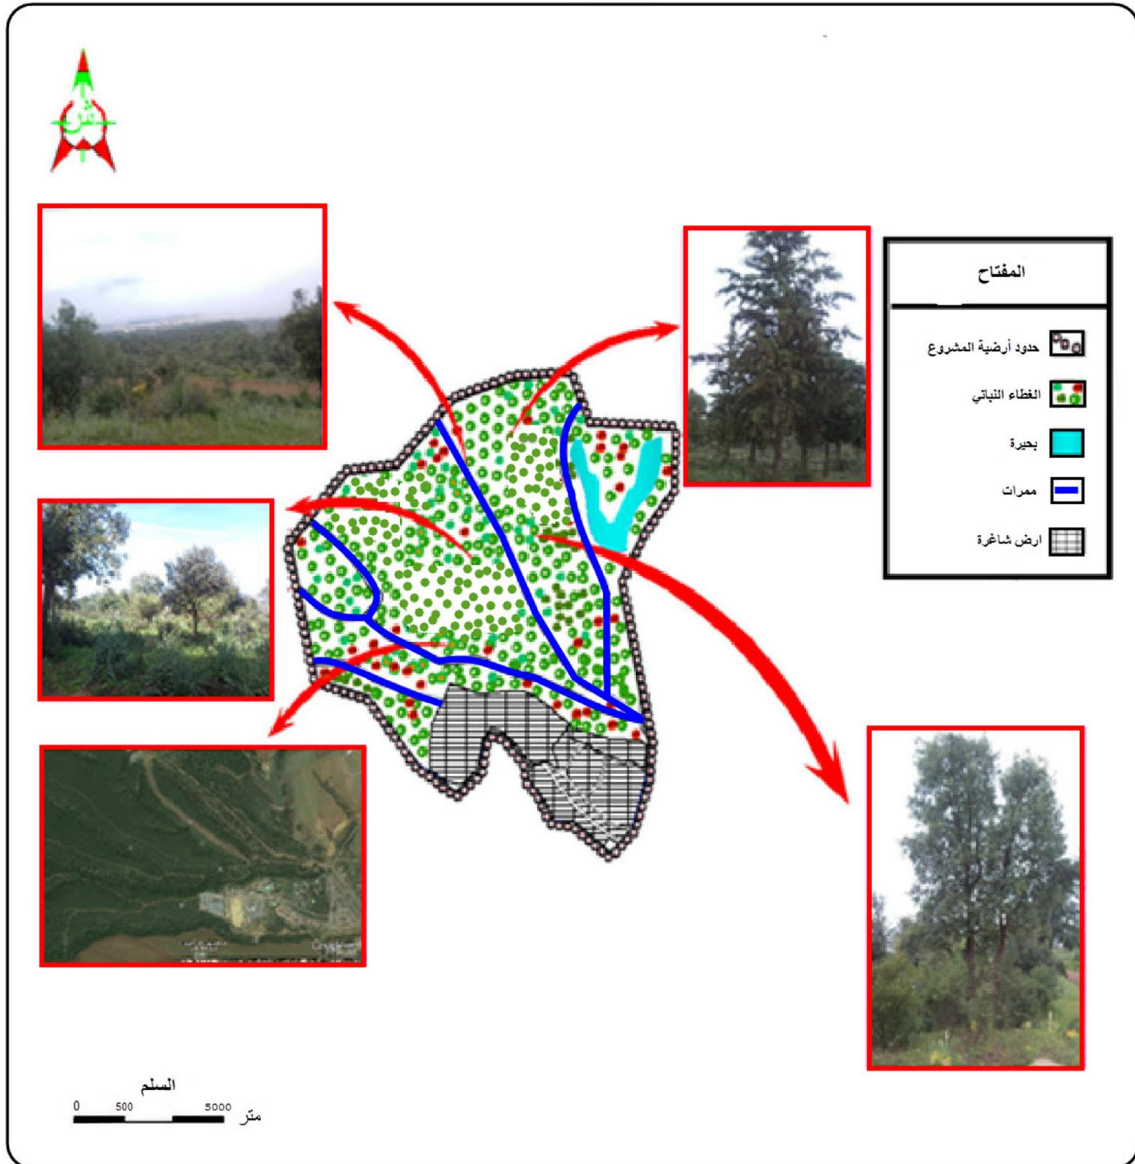 ش
المفتاح
حدود أرضية المشروع
الغطاء النباتي
بحيرة
ممرات
ارض شاغرة
السلم
0 500 5000
متر